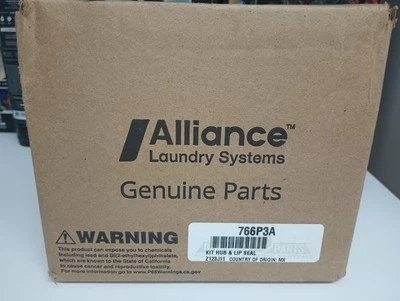 Alliance™
Laundry Systems
Genuine Parts
⚠WARNING
This product can expose you to chemicals
including lead and Di(2-ethylhexyl)phthalate,
which are known to the State of California
to cause cancer and reproductive toxicity.
For more information go to www.P65Warnings.ca.gov
766P3A
KIT HUB & LIP SEAL
COUNTRY OF ORIGIN: MX